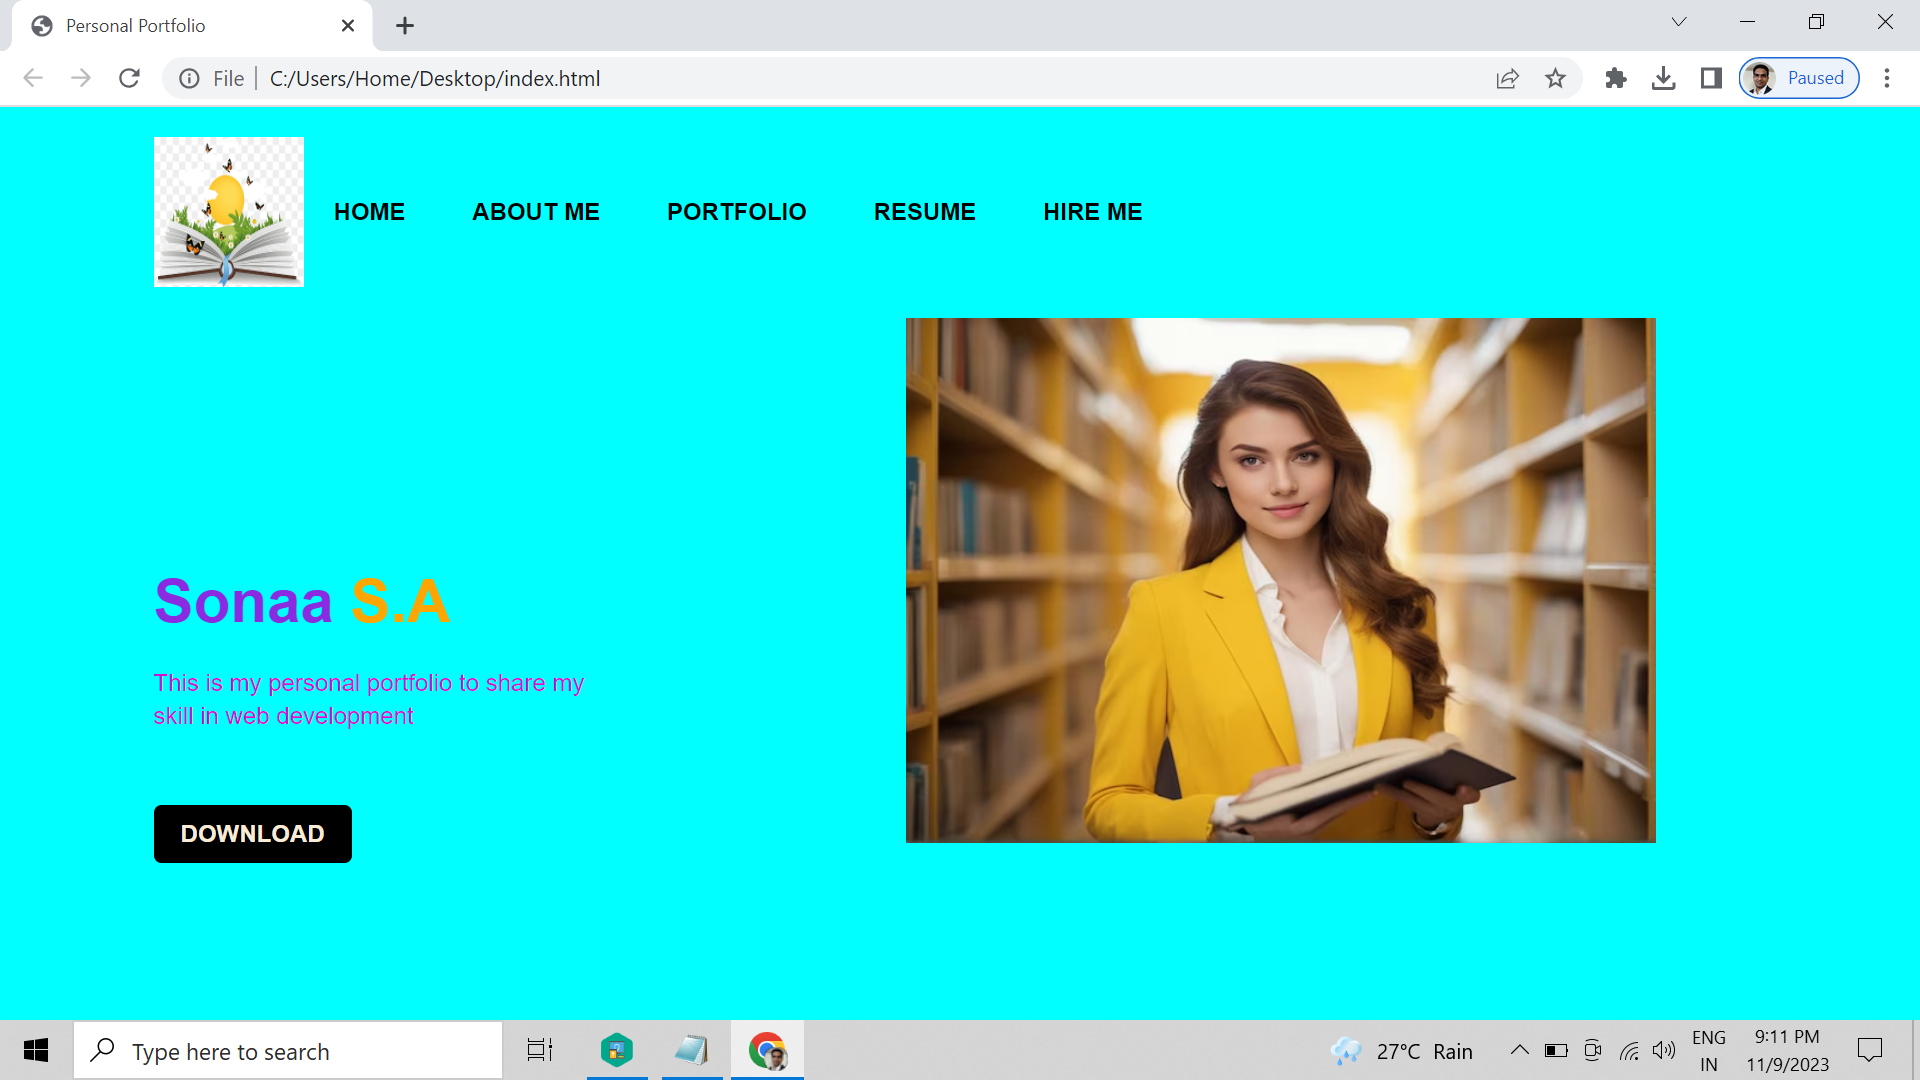 Personal Portfolio
File
C:/Users/Home/Desktop/index.html
Paused
HOME
ABOUT ME
PORTFOLIO
RESUME
HIRE ME
Sonaa S.A
This is my personal portfolio to share my
skill in web development
DOWNLOAD
Type here to search
27°C Rain
ENG
IN
9:11 PM
11/9/2023